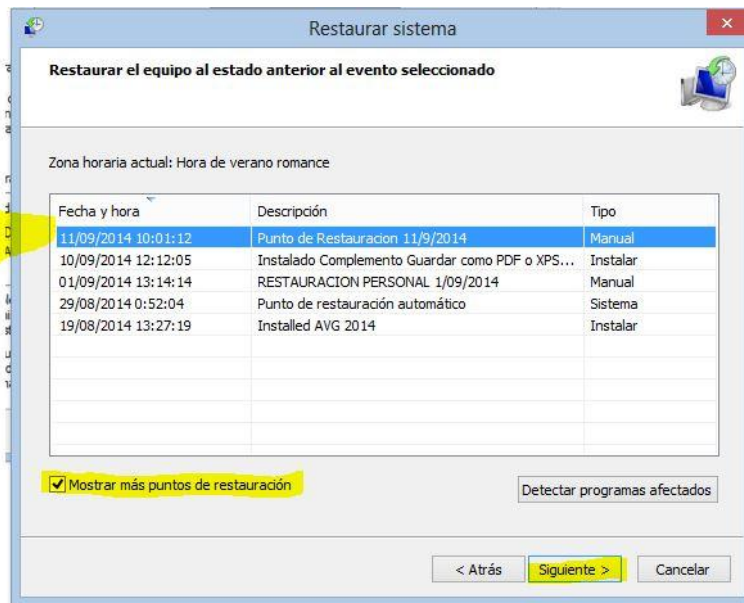 Restaurar sistema
Restaurar el equipo al estado anterior al evento seleccionado
Zona horaria actual: Hora de verano romance
Fecha y hora Descripción Tipo
11/09/2014 10:01:12 Punto de Restauracion 11/9/2014 Manual
10/09/2014 12:12:05 Instalado Complemento Guardar como PDF o XPS... Instalar
01/09/2014 13:14:14 RESTAURACION PERSONAL 1/09/2014 Manual
29/08/2014 0:52:04 Punto de restauración automático Sistema
19/08/2014 13:27:19 Installed AVG 2014 Instalar
Mostrar más puntos de restauración
Detectar programas afectados
< Atrás Siguiente > Cancelar